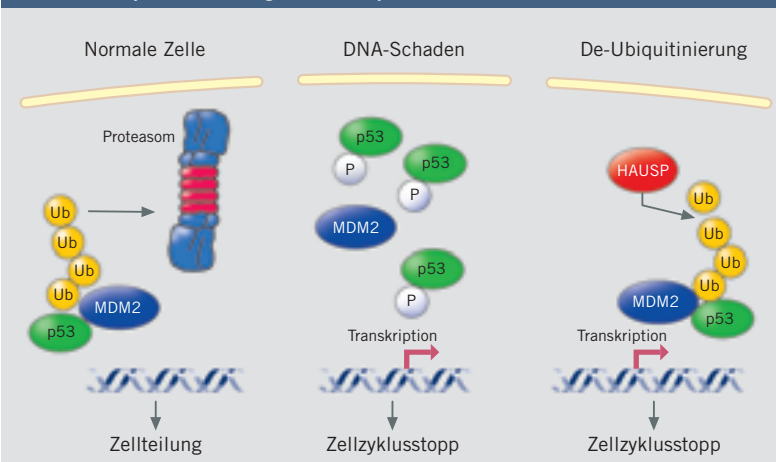 Normale Zelle
DNA-Schaden
De-Ubiquitinierung
Proteasom
Ub
Ub
Ub
Ub
MDM2
p53
Zellteilung
p53
P
p53
P
MDM2
p53
P
Transkription
Zellzyklusstopp
HAUSP
Ub
Ub
Ub
Ub
MDM2
p53
Transkription
Zellzyklusstopp